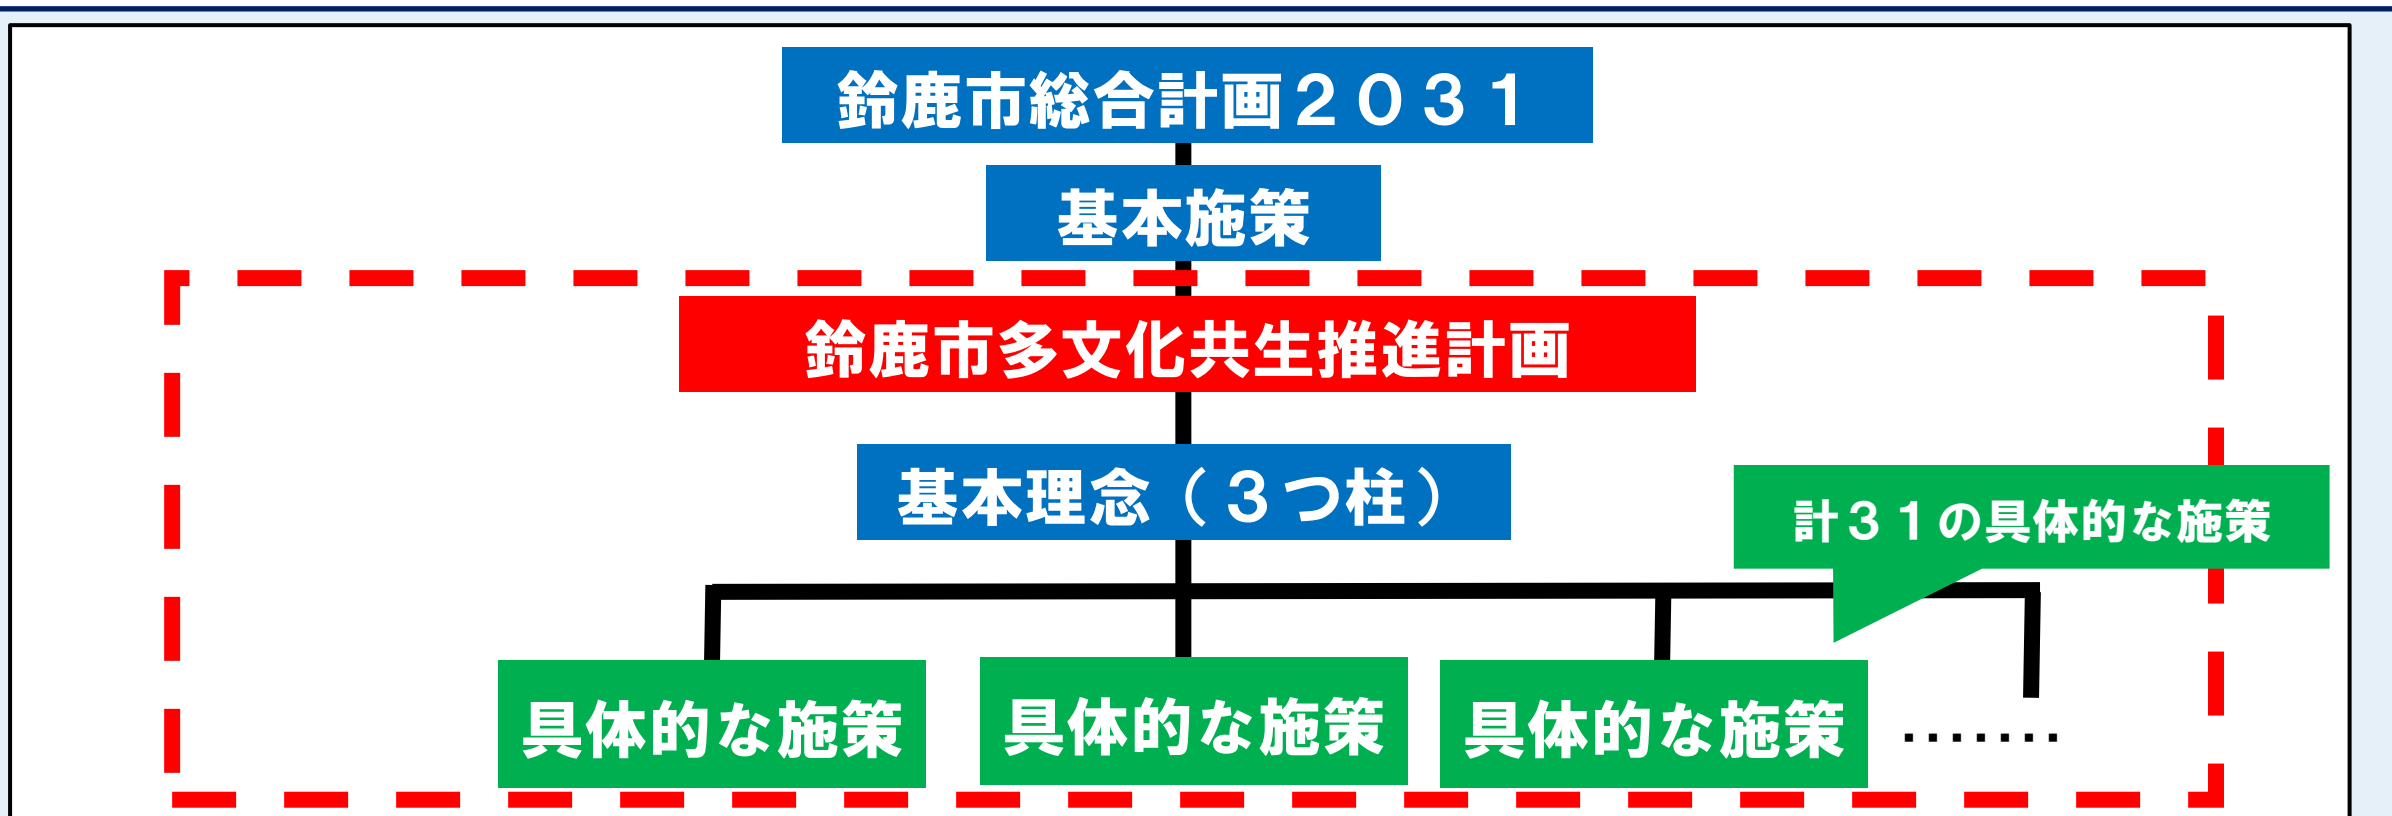 鈴鹿市総合計画２０３１
基本施策
鈴鹿市多文化共生推進計画
基本理念（３つ柱）
計３１の具体的な施策
具体的な施策
具体的な施策
具体的な施策
.......